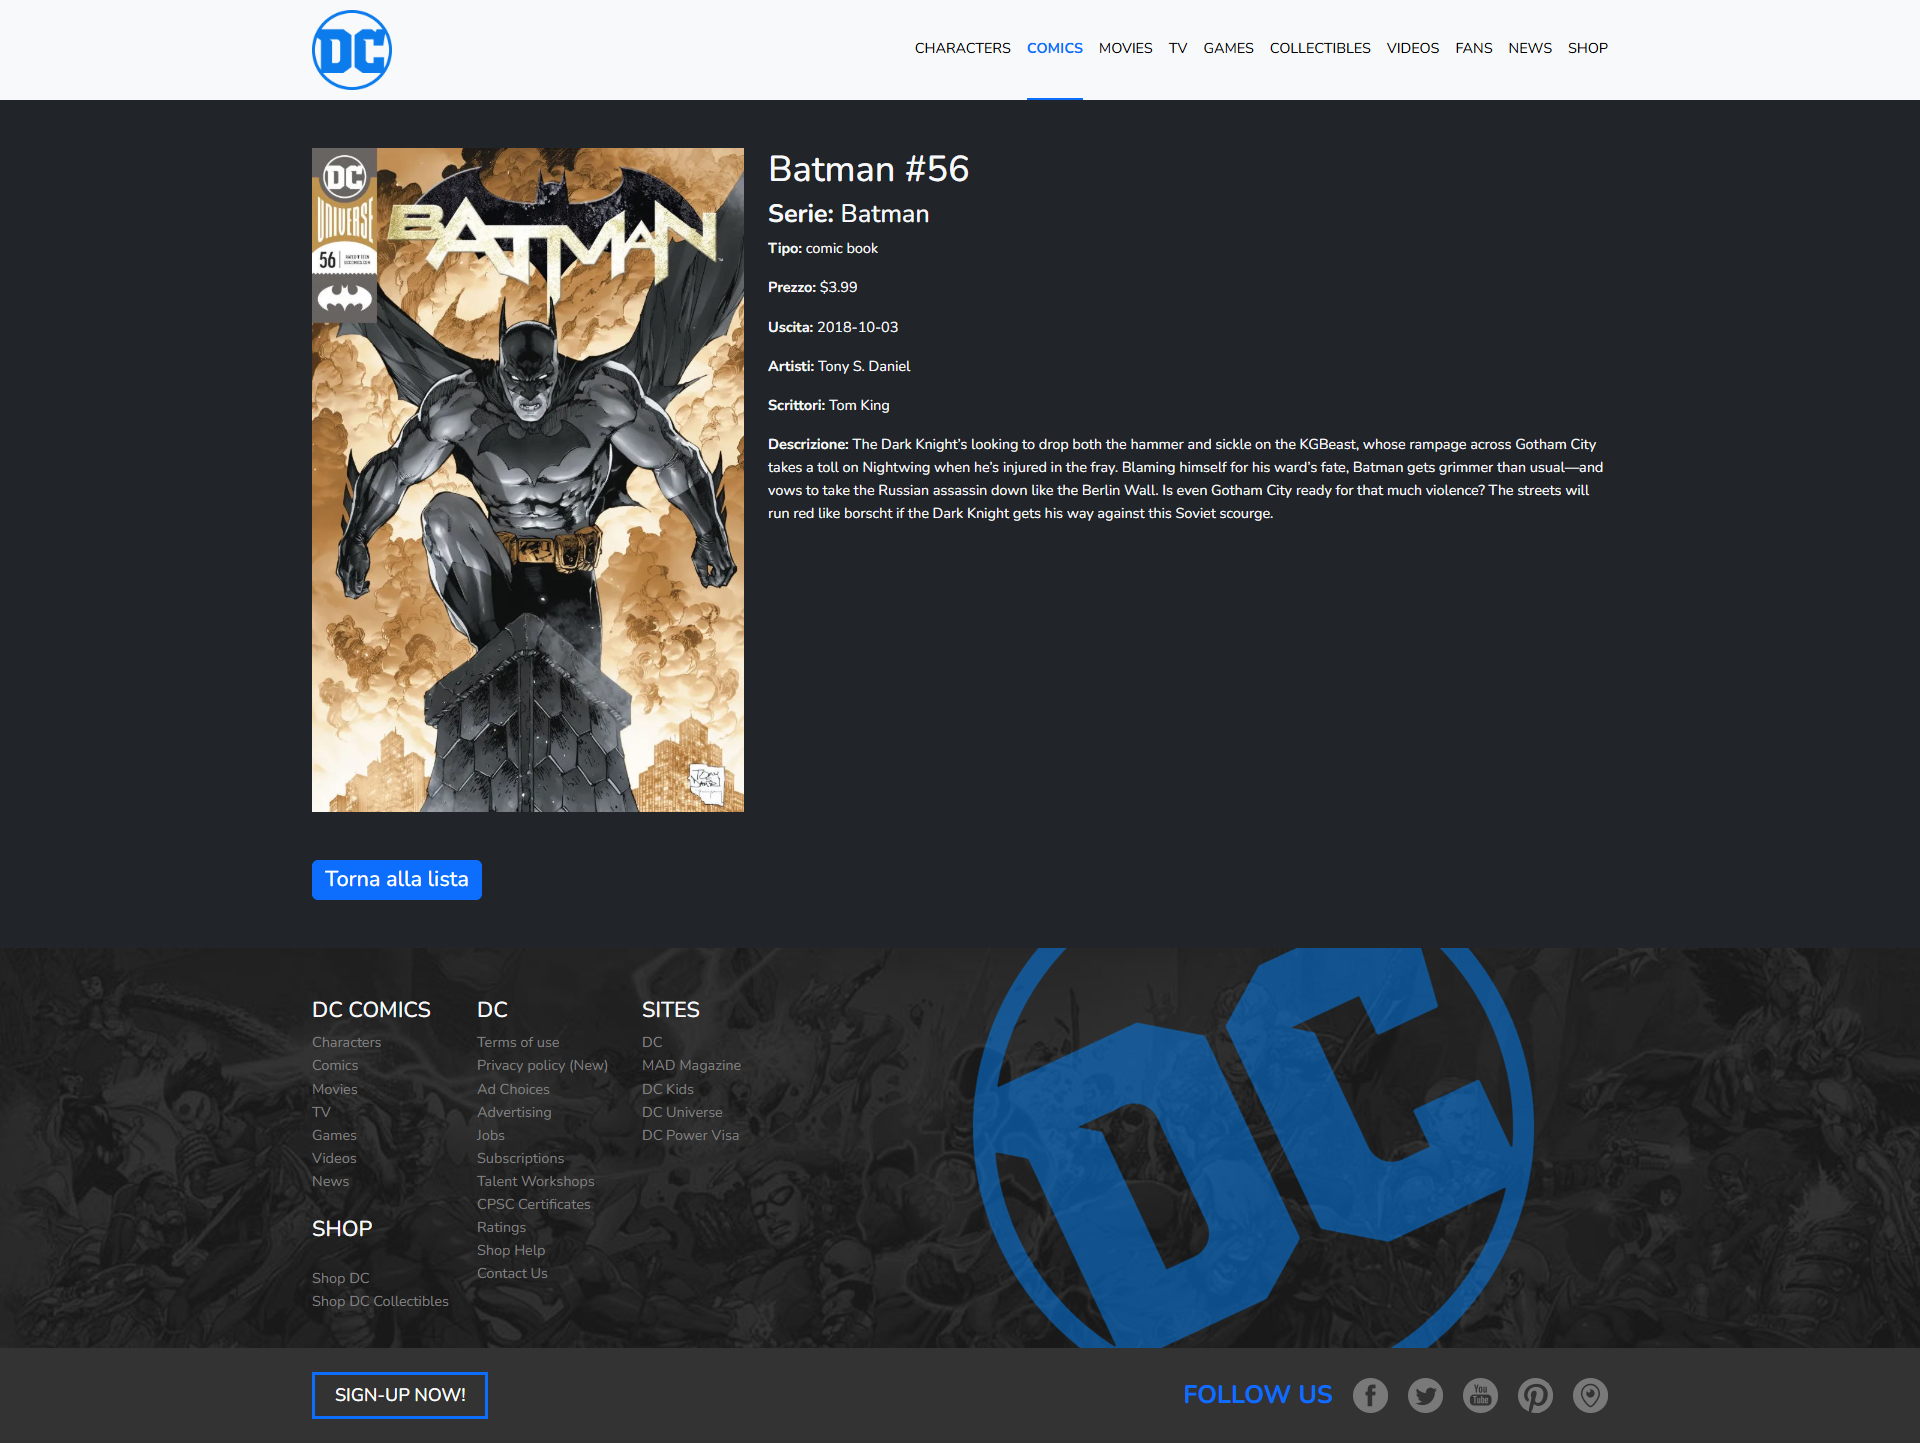 DC
CHARACTERS COMICS MOVIES TV GAMES COLLECTIBLES VIDEOS FANS NEWS SHOP
DC
UNIVERSE
56
BATMAN
Batman #56
Serie: Batman
Tipo: comic book
Prezzo: $3.99
Uscita: 2018-10-03
Artisti: Tony S. Daniel
Scrittori: Tom King
Descrizione: The Dark Knight’s looking to drop both the hammer and sickle on the KGBeast, whose rampage across Gotham City
takes a toll on Nightwing when he’s injured in the fray. Blaming himself for his ward’s fate, Batman gets grimmer than usual—and
vows to take the Russian assassin down like the Berlin Wall. Is even Gotham City ready for that much violence? The streets will
run red like borscht if the Dark Knight gets his way against this Soviet scourge.
Torna alla lista
DC COMICS
Characters
Comics
Movies
TV
Games
Videos
News
SHOP
Shop DC
Shop DC Collectibles
DC
Terms of use
Privacy policy (New)
Ad Choices
Advertising
Jobs
Subscriptions
Talent Workshops
CPSC Certificates
Ratings
Shop Help
Contact Us
SITES
DC
MAD Magazine
DC Kids
DC Universe
DC Power Visa
DC
SIGN-UP NOW!
FOLLOW US
You
Tube